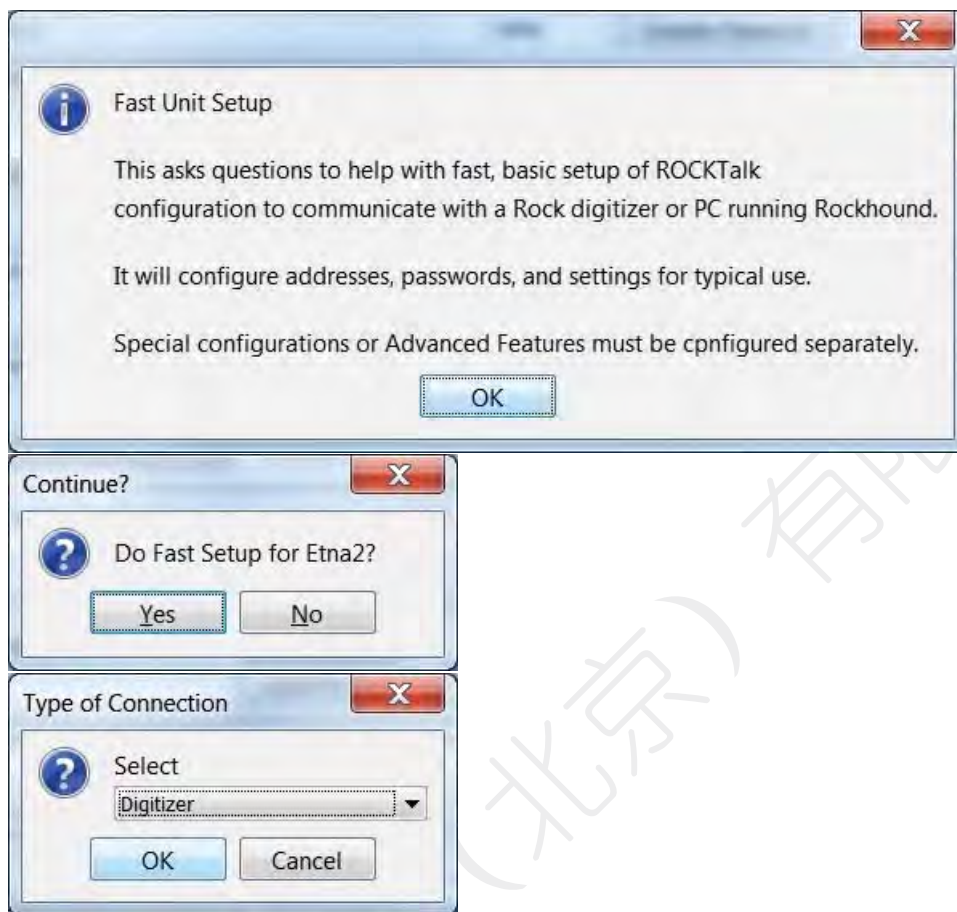 Fast Unit Setup
This asks questions to help with fast, basic setup of ROCKTalk
configuration to communicate with a Rock digitizer or PC running Rockhound.
It will configure addresses, passwords, and settings for typical use.
Special configurations or Advanced Features must be cpnfigured separately.
OK
Continue?
Do Fast Setup for Etna2?
Yes No
Type of Connection
Select
Digitizer
OK Cancel
（北京）有